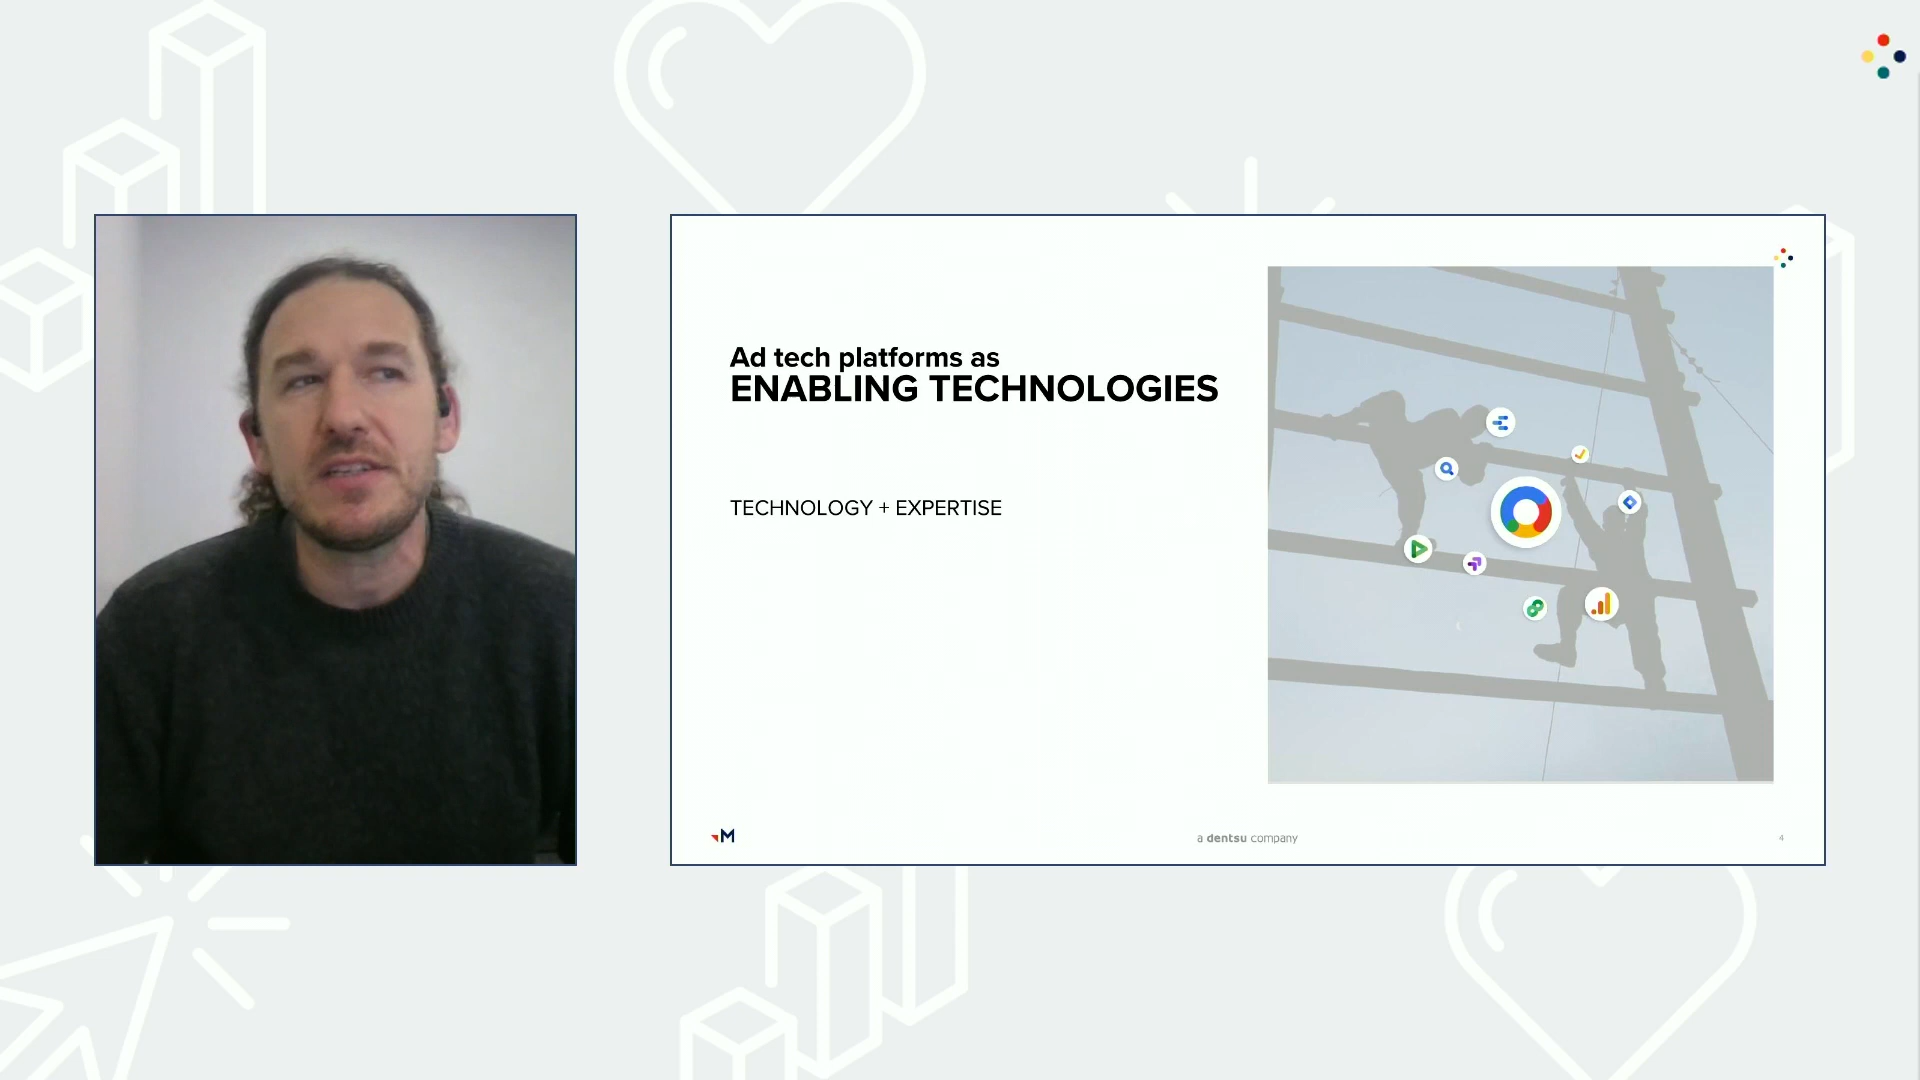 Ad tech platforms as
ENABLING TECHNOLOGIES
TECHNOLOGY + EXPERTISE
M
a dentsu company
4